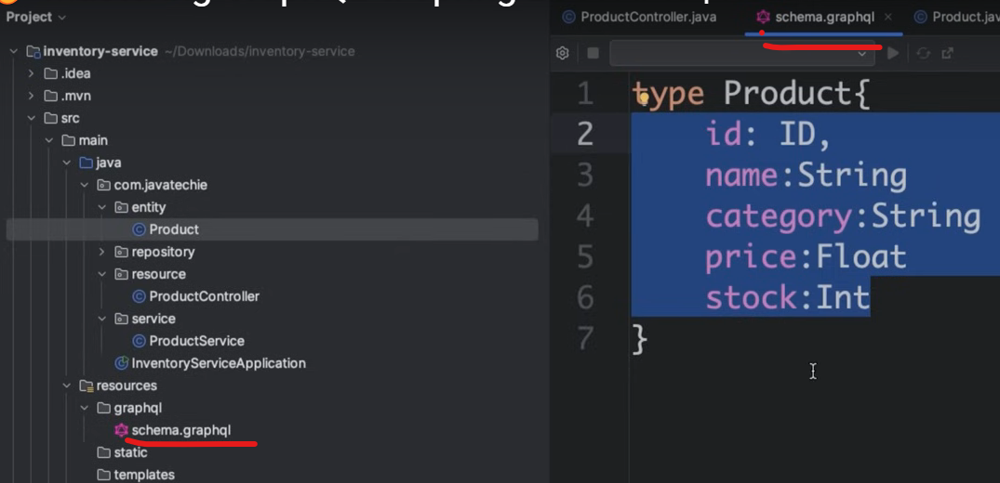 Project
inventory-service ~/Downloads/inventory-service
.idea
.mvn
src
main
java
com.javatechie
entity
Product
repository
resource
ProductController
service
ProductService
InventoryServiceApplication
resources
graphql
schema.graphql
static
templates
ProductController.java schema.graphql Product.jav
1 type Product{
2 id: ID,
3 name:String
4 category:String
5 price:Float
6 stock:Int
7 }